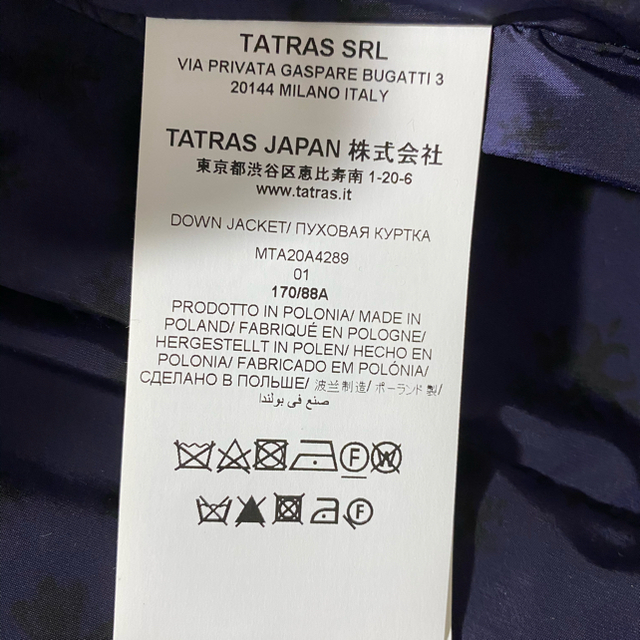 TATRAS SRL
VIA PRIVATA GASPARE BUGATTI 3
20144 MILANO ITALY
TATRAS JAPAN 株式会社
東京都渋谷区恵比寿南 1-20-6
www.tatras.it
DOWN JACKET/ ПУХОВАЯ КУРТКА
MTA20A4289
01
170/88A
PRODOTTO IN POLONIA/ MADE IN
POLAND/ FABRIQUÉ EN POLOGNE/
HERGESTELLT IN POLEN/ HECHO EN
POLONIA/ FABRICADO EM POLÓNIA/
СДЕЛАНО В ПОЛЬШЕ/ 波兰制造/ ポーランド製/
صنع فى بولندا
F W
F